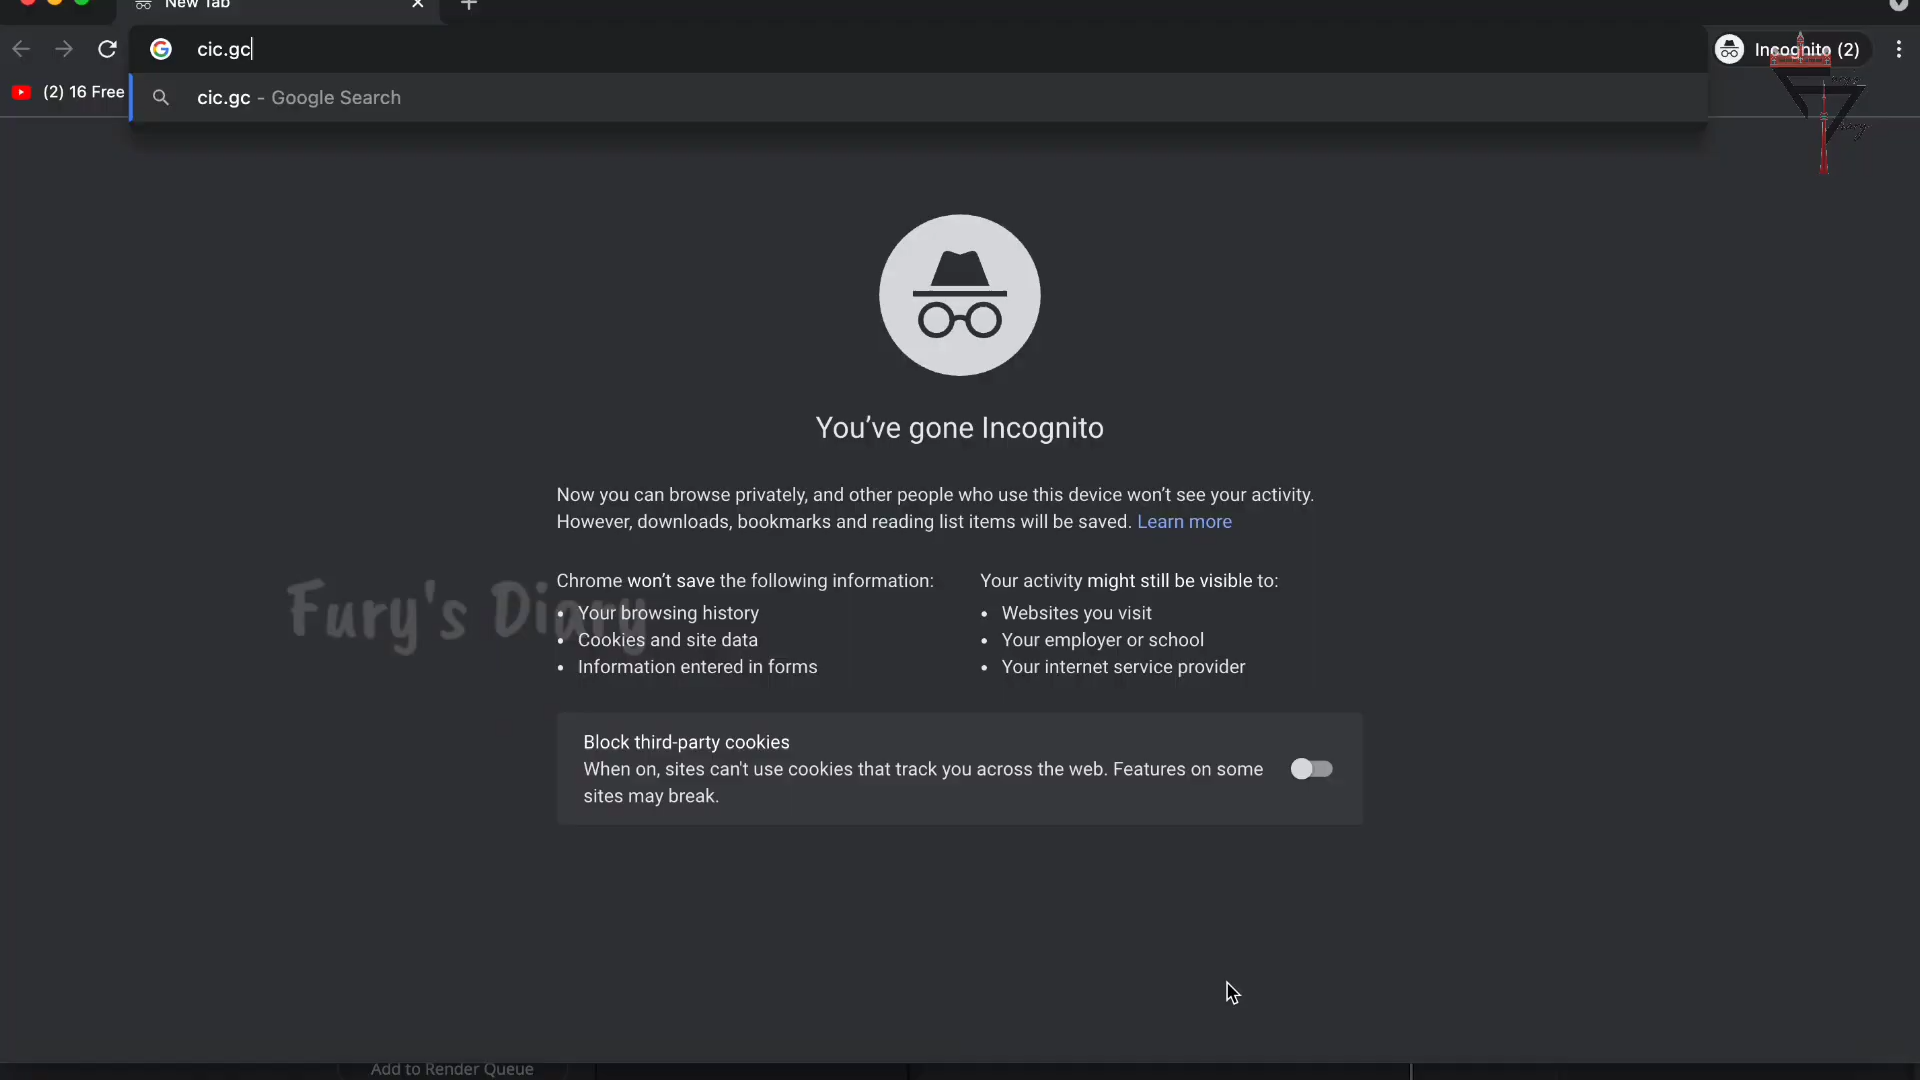 New Tab
cic.gc
Incognito (2)
(2) 16 Free
cic.gc - Google Search
You've gone Incognito
Now you can browse privately, and other people who use this device won't see your activity.
However, downloads, bookmarks and reading list items will be saved. Learn more
Chrome won't save the following information:
• Your browsing history
• Cookies and site data
• Information entered in forms
Your activity might still be visible to:
• Websites you visit
• Your employer or school
• Your internet service provider
Fury's Diary
Block third-party cookies
When on, sites can't use cookies that track you across the web. Features on some
sites may break.
Add to Render Queue